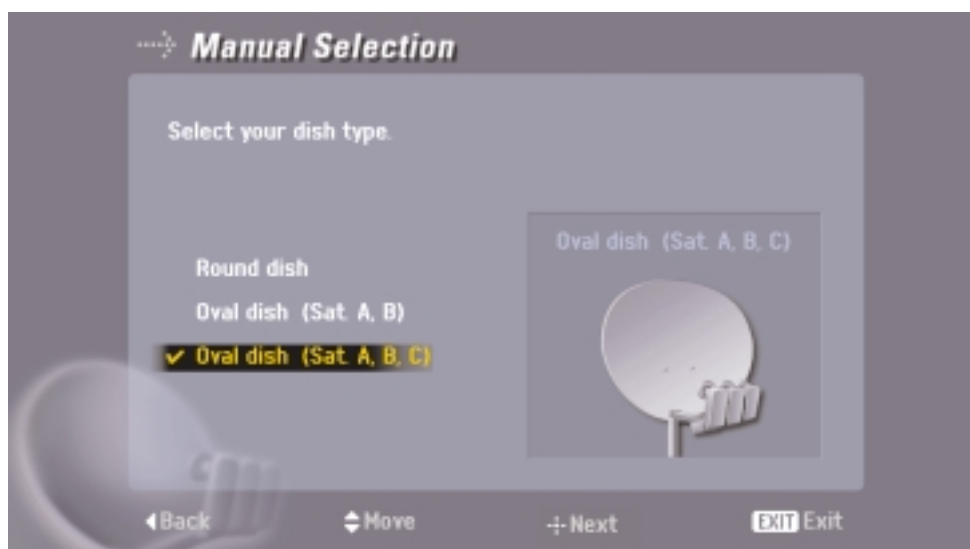 Manual Selection
Select your dish type.
Oval dish (Sat. A, B, C)
Round dish
Oval dish (Sat. A, B)
Oval dish (Sat. A, B, C)
Back Move Next EXIT Exit